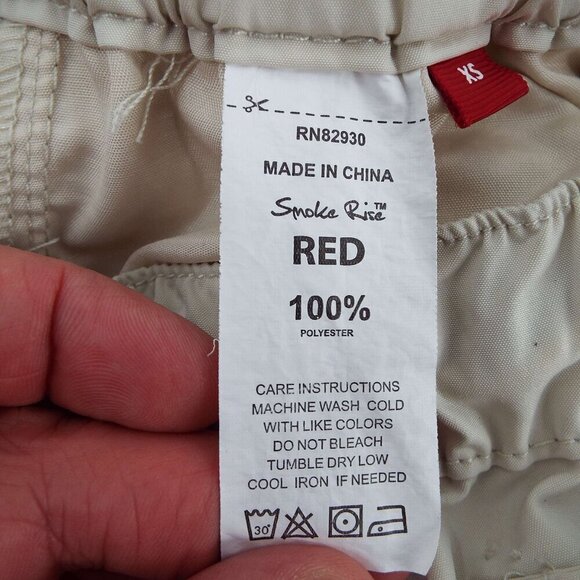 XS
RN82930
MADE IN CHINA
Smoke Rise™
RED
100%
POLYESTER
CARE INSTRUCTIONS
MACHINE WASH COLD
WITH LIKE COLORS
DO NOT BLEACH
TUMBLE DRY LOW
COOL IRON IF NEEDED
30°